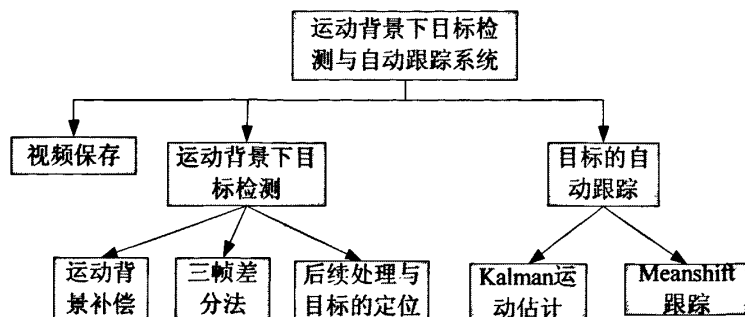 运动背景下目标检
测与自动跟踪系统
视频保存
运动背景下目
标检测
目标的自
动跟踪
运动背
景补偿
三帧差
分法
后续处理与
目标的定位
Kalman运
动估计
Meanshift
跟踪